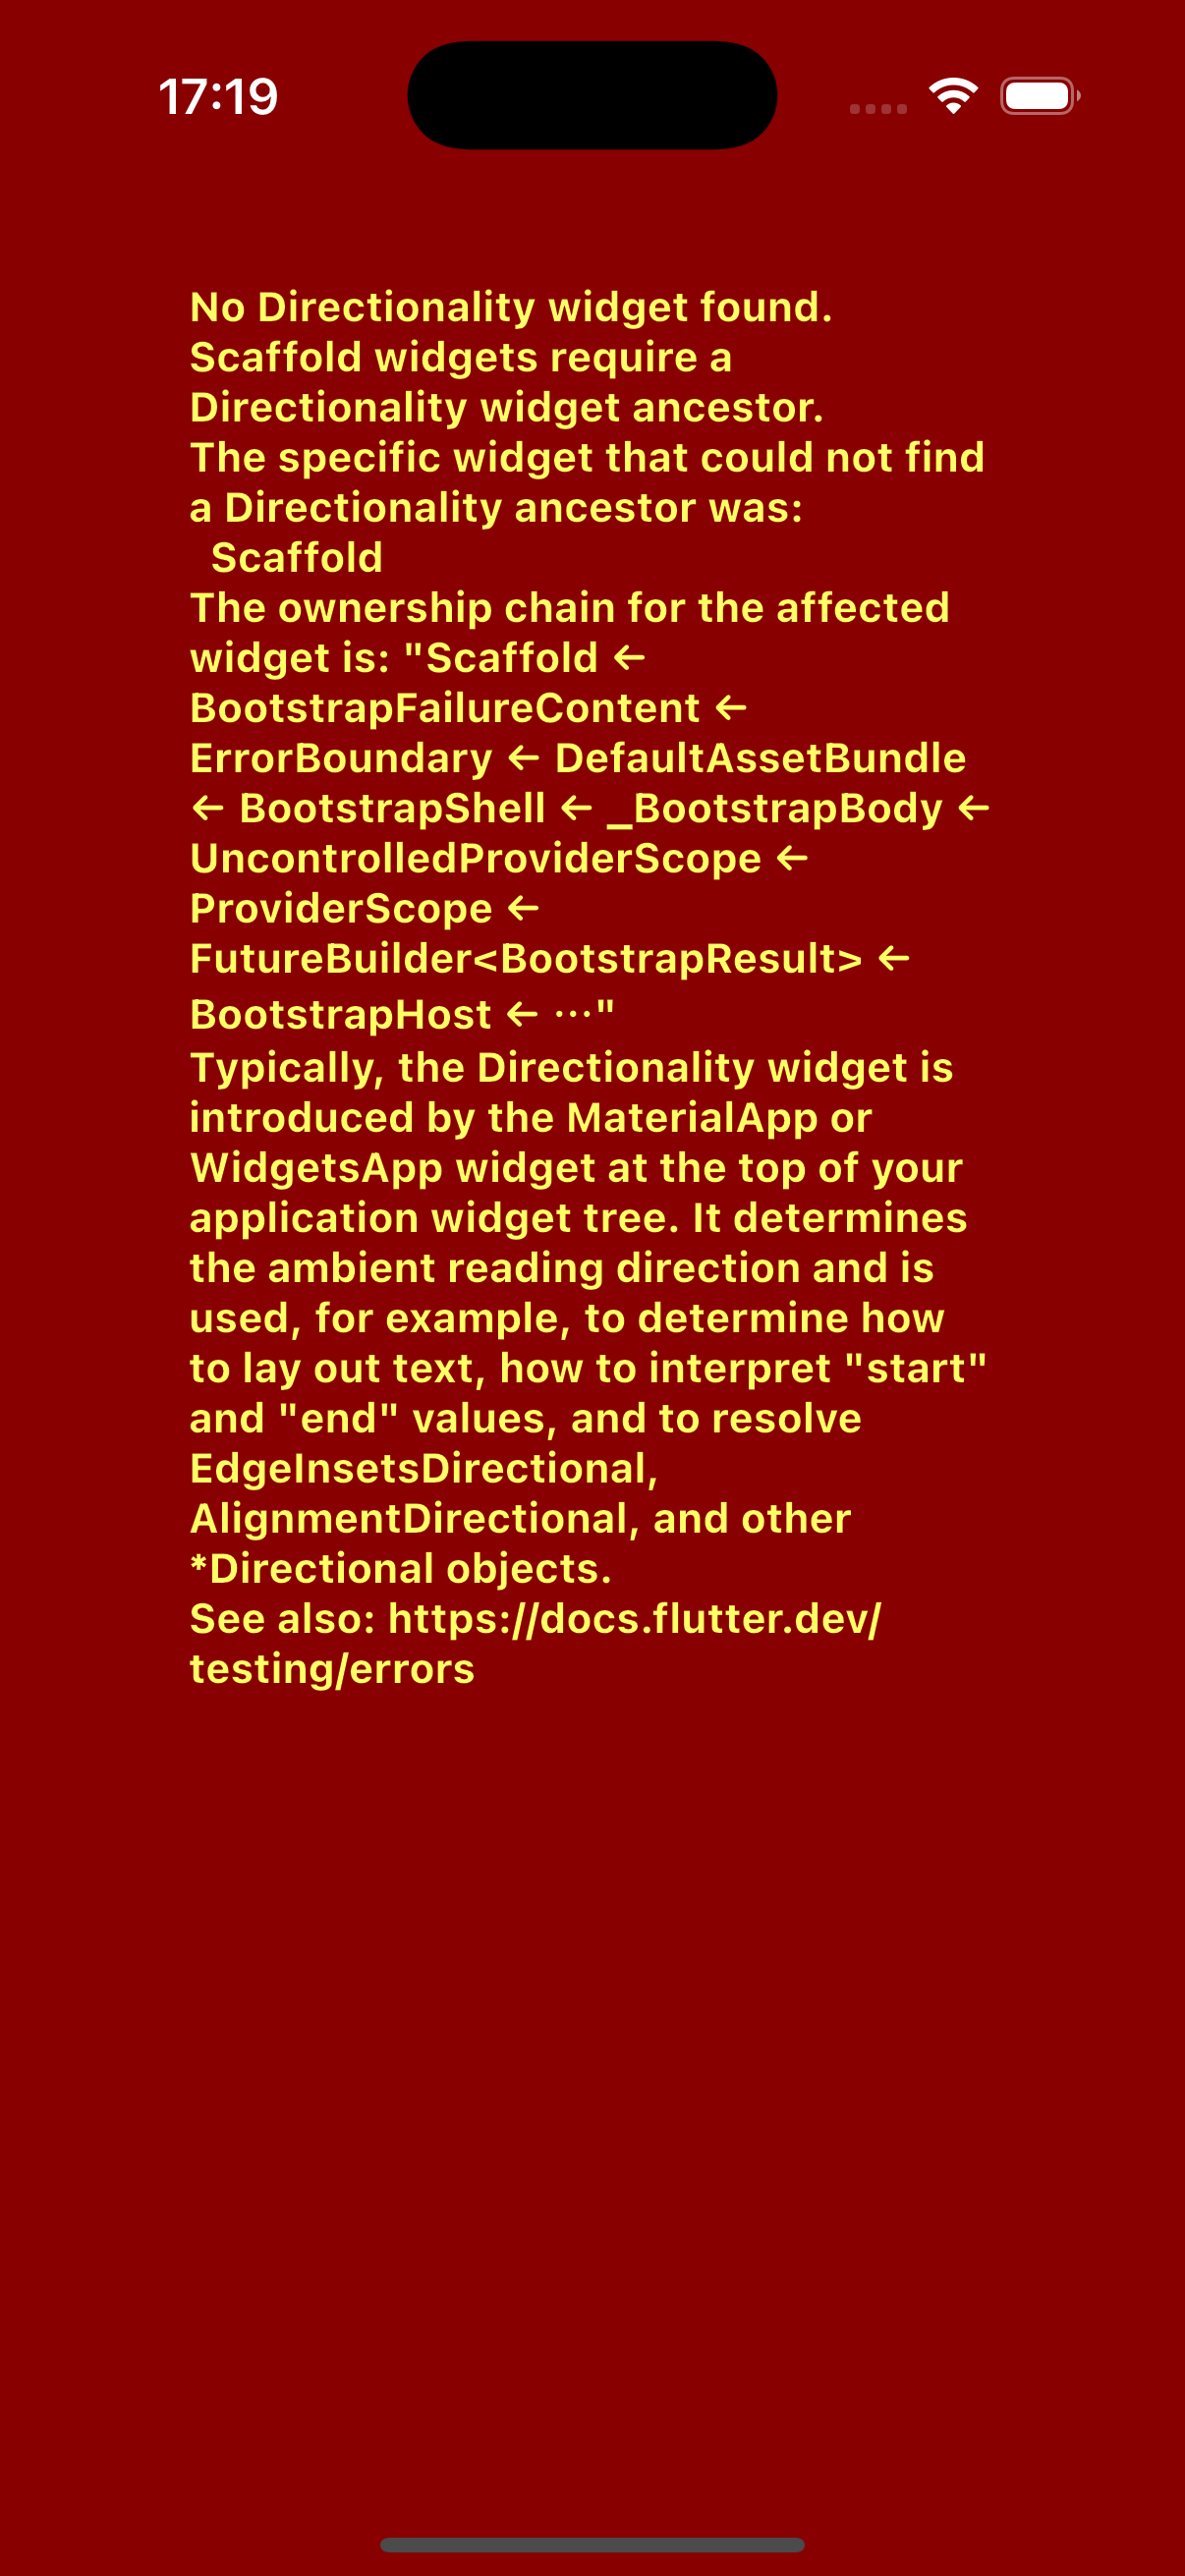 17:19
No Directionality widget found.
Scaffold widgets require a
Directionality widget ancestor.
The specific widget that could not find
a Directionality ancestor was:
  Scaffold
The ownership chain for the affected
widget is: "Scaffold ←
BootstrapFailureContent ←
ErrorBoundary ← DefaultAssetBundle
← BootstrapShell ← _BootstrapBody ←
UncontrolledProviderScope ←
ProviderScope ←
FutureBuilder<BootstrapResult> ←
BootstrapHost ← ⋯"
Typically, the Directionality widget is
introduced by the MaterialApp or
WidgetsApp widget at the top of your
application widget tree. It determines
the ambient reading direction and is
used, for example, to determine how
to lay out text, how to interpret "start"
and "end" values, and to resolve
EdgeInsetsDirectional,
AlignmentDirectional, and other
*Directional objects.
See also: https://docs.flutter.dev/
testing/errors